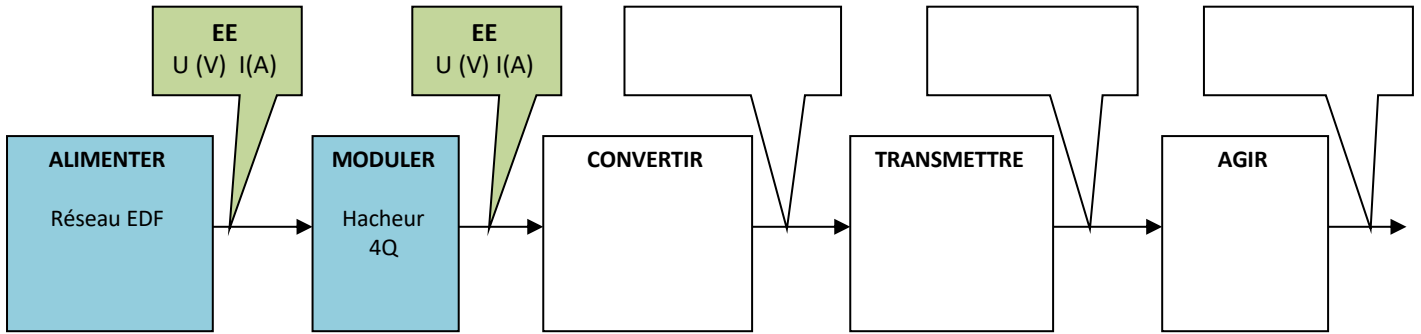 EE
U (V) I(A)
EE
U (V) I(A)
ALIMENTER
Réseau EDF
MODULER
Hacheur
4Q
CONVERTIR
TRANSMETTRE
AGIR